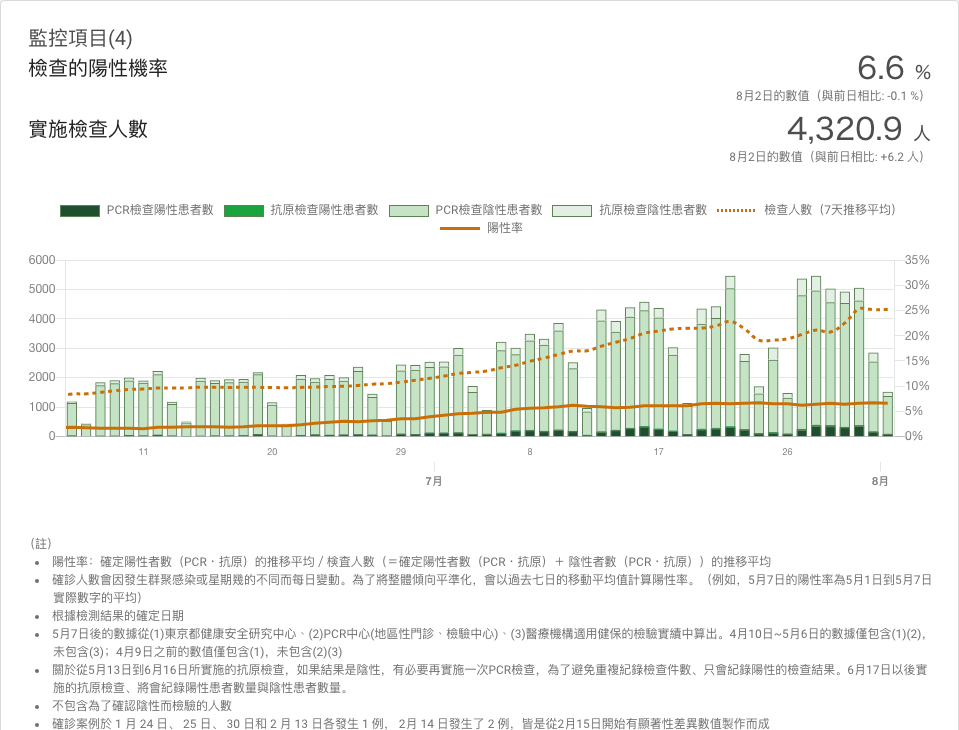 監控項目(4)
檢查的陽性機率
6.6 %
8月2日的數值（與前日相比: -0.1 %）
實施檢查人數
4,320.9 人
8月2日的數值（與前日相比: +6.2 人）
PCR檢查陽性患者數 抗原檢查陽性患者數 PCR檢查陰性患者數 抗原檢查陰性患者數 檢查人數（7天推移平均）
陽性率
6000 35%
5000 30%
4000 25%
3000 20%
2000 15%
1000 10%
0 5%
0%
11 20 29 8 17 26
7月 8月
（註）
陽性率：確定陽性者數（PCR・抗原）的推移平均 / 検査人數（＝確定陽性者數（PCR・抗原）＋ 陰性者數（PCR・抗原））的推移平均
確診人數會因發生群聚感染或星期幾的不同而每日變動。為了將整體傾向平準化，會以過去七日的移動平均值計算陽性率。（例如，5月7日的陽性率為5月1日到5月7日
實際數字的平均）
根據檢測結果的確定日期
5月7日後的數據從(1)東京都健康安全研究中心、(2)PCR中心(地區性門診、檢驗中心)、(3)醫療機構適用健保的檢驗實績中算出。4月10日~5月6日的數據僅包含(1)(2)，
未包含(3)；4月9日之前的數值僅包含(1)，未包含(2)(3)
關於從5月13日到6月16日所實施的抗原檢查，如果結果是陰性，有必要再實施一次PCR檢查，為了避免重複紀錄檢查件數、只會紀錄陽性的檢查結果。6月17日以後實
施的抗原檢查、將會紀錄陽性患者數量與陰性患者數量。
不包含為了確認陰性而檢驗的人數
確診案例於 1 月 24 日、 25 日、 30 日和 2 月 13 日各發生 1 例， 2月 14 日發生了 2 例，皆是從2月15日開始有顯著性差異數值製作而成